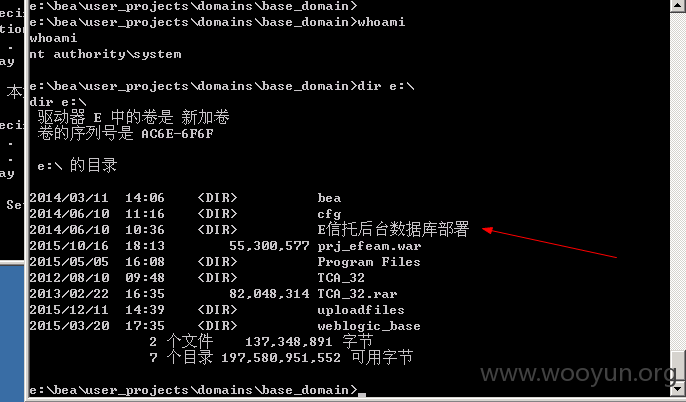 ecis
e:\bea\user_projects\domains\base_domain>
tion
e:\bea\user_projects\domains\base_domain>whoami
whoami
ay
nt authority\system
e:\bea\user_projects\domains\base_domain>dir e:\
本
dir e:\
驱动器 E 中的卷是 新加卷
ecis
卷的序列号是 AC6E-6F6F
e:\ 的目录
ay
Se
2014/03/11 14:06 <DIR> bea
2014/06/10 11:16 <DIR> cfg
2014/06/10 10:36 <DIR> E信托后台数据库部署
2015/10/16 18:13 55,300,577 prj_efeam.war
2015/05/05 16:08 <DIR> Program Files
2012/08/10 09:48 <DIR> TCA_32
2013/02/22 16:35 82,048,314 TCA_32.rar
2015/12/11 14:39 <DIR> uploadfiles
2015/03/20 17:35 <DIR> weblogic_base
2 个文件 137,348,891 字节
7 个目录 197,580,951,552 可用字节
www.wooyun.org
e:\bea\user_projects\domains\base_domain>